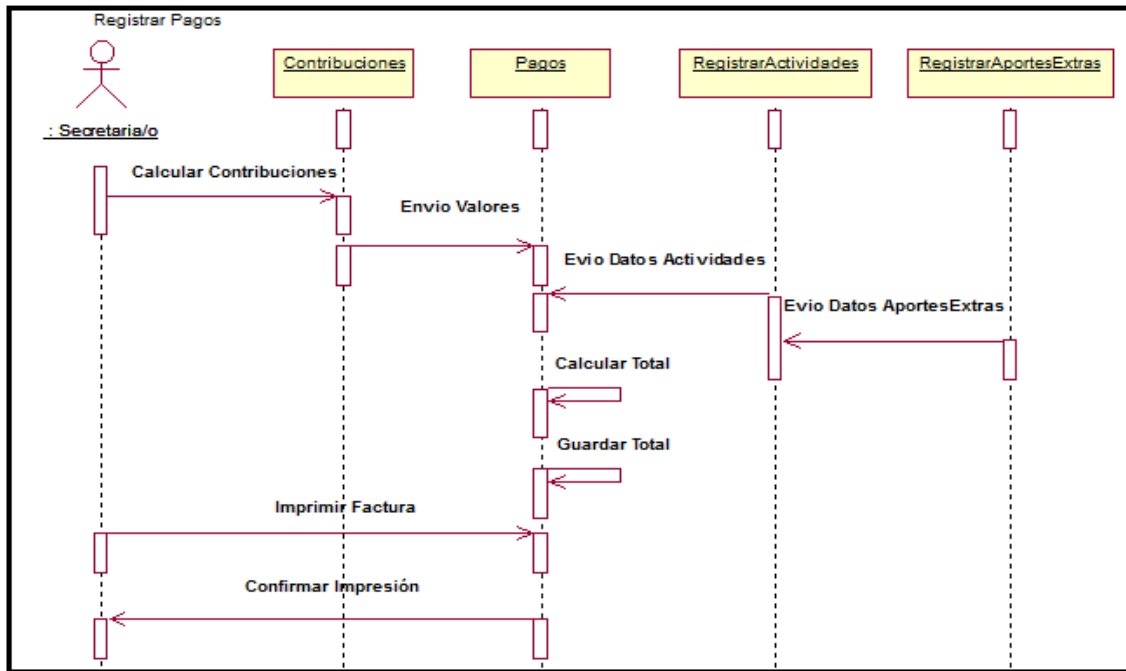 Registrar Pagos
Contribuciones
Pagos
RegistrarActividades
RegistrarAportesExtras
: Secretaria/o
Calcular Contribuciones
Envio Valores
Evio Datos Actividades
Evio Datos AportesExtras
Calcular Total
Guardar Total
Imprimir Factura
Confirmar Impresión